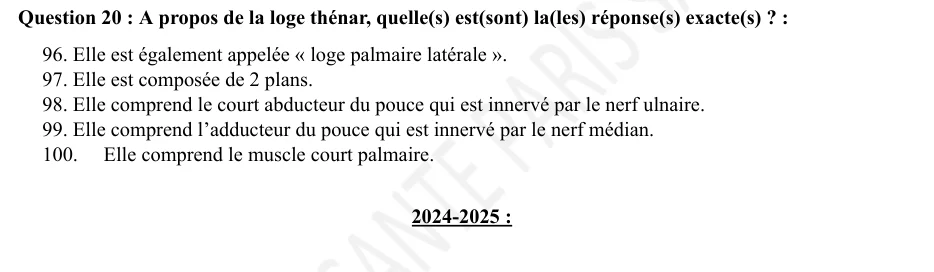 Question 20 : A propos de la loge thénar, quelle(s) est(sont) la(les) réponse(s) exacte(s) ? :
96. Elle est également appelée « loge palmaire latérale ».
97. Elle est composée de 2 plans.
98. Elle comprend le court abducteur du pouce qui est innervé par le nerf ulnaire.
99. Elle comprend l’adducteur du pouce qui est innervé par le nerf médian.
100. Elle comprend le muscle court palmaire.
2024-2025 :
SANTE PARIS